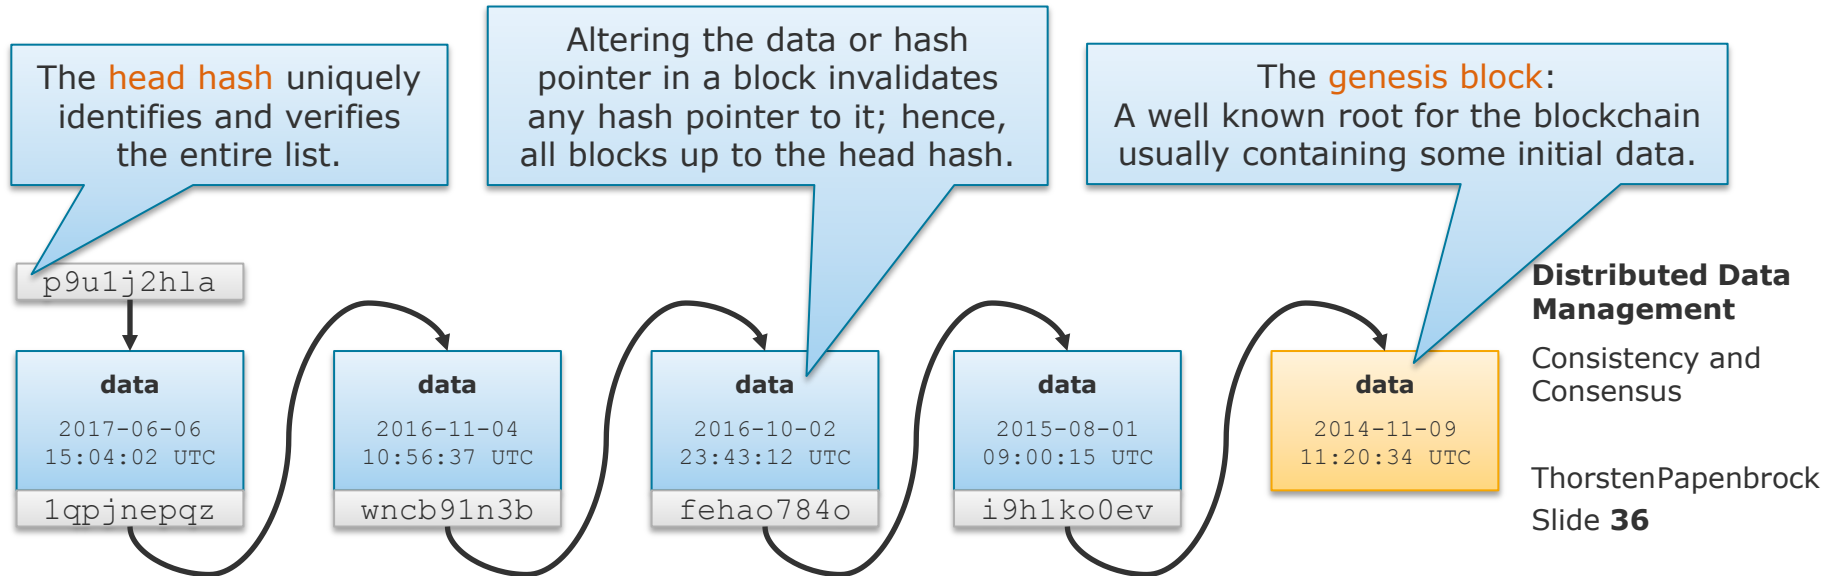 The head hash uniquely
identifies and verifies
the entire list.
Altering the data or hash
pointer in a block invalidates
any hash pointer to it; hence,
all blocks up to the head hash.
The genesis block:
A well known root for the blockchain
usually containing some initial data.
p9u1j2hla
data
2017-06-06
15:04:02 UTC
1qpjnepqz
data
2016-11-04
10:56:37 UTC
wncb91n3b
data
2016-10-02
23:43:12 UTC
fehao784o
data
2015-08-01
09:00:15 UTC
i9h1ko0ev
data
2014-11-09
11:20:34 UTC
Distributed Data
Management
Consistency and
Consensus
ThorstenPapenbrock
Slide 36